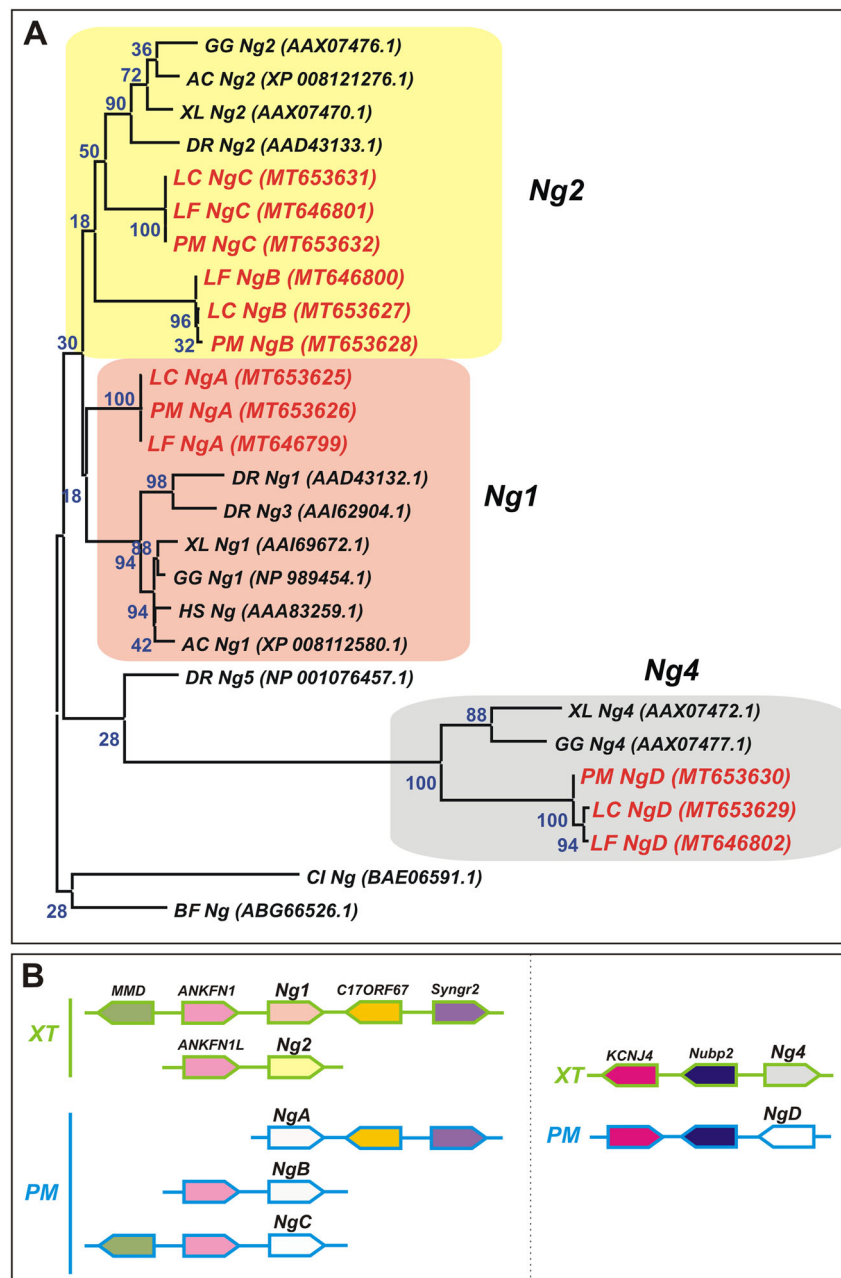 A
36
GG Ng2 (AAX07476.1)
72
AC Ng2 (XP 008121276.1)
90
XL Ng2 (AAX07470.1)
DR Ng2 (AAD43133.1)
50
LC NgC (MT653631)
LF NgC (MT646801)
18
100
PM NgC (MT653632)
Ng2
LF NgB (MT646800)
96
LC NgB (MT653627)
30
32
PM NgB (MT653628)
LC NgA (MT653625)
100
PM NgA (MT653626)
LF NgA (MT646799)
98
DR Ng1 (AAD43132.1)
18
Ng1
DR Ng3 (AAI62904.1)
88
XL Ng1 (AAI69672.1)
94
GG Ng1 (NP 989454.1)
94
HS Ng (AAA83259.1)
42
AC Ng1 (XP 008112580.1)
Ng4
DR Ng5 (NP 001076457.1)
88
XL Ng4 (AAX07472.1)
28
GG Ng4 (AAX07477.1)
100
PM NgD (MT653630)
LC NgD (MT653629)
100
94
LF NgD (MT646802)
CI Ng (BAE06591.1)
28
BF Ng (ABG66526.1)
B
MMD ANKFN1 Ng1 C17ORF67 Syngr2
XT
ANKFN1L Ng2
NgA
PM
NgB
NgC
KCNJ4 Nubp2 Ng4
XT
NgD
PM